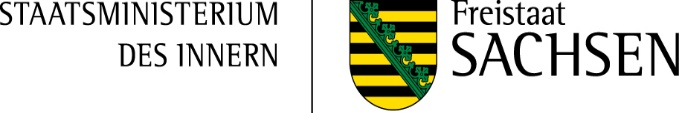 STAATSMINISTERIUM
DES INNERN
Freistaat
SACHSEN